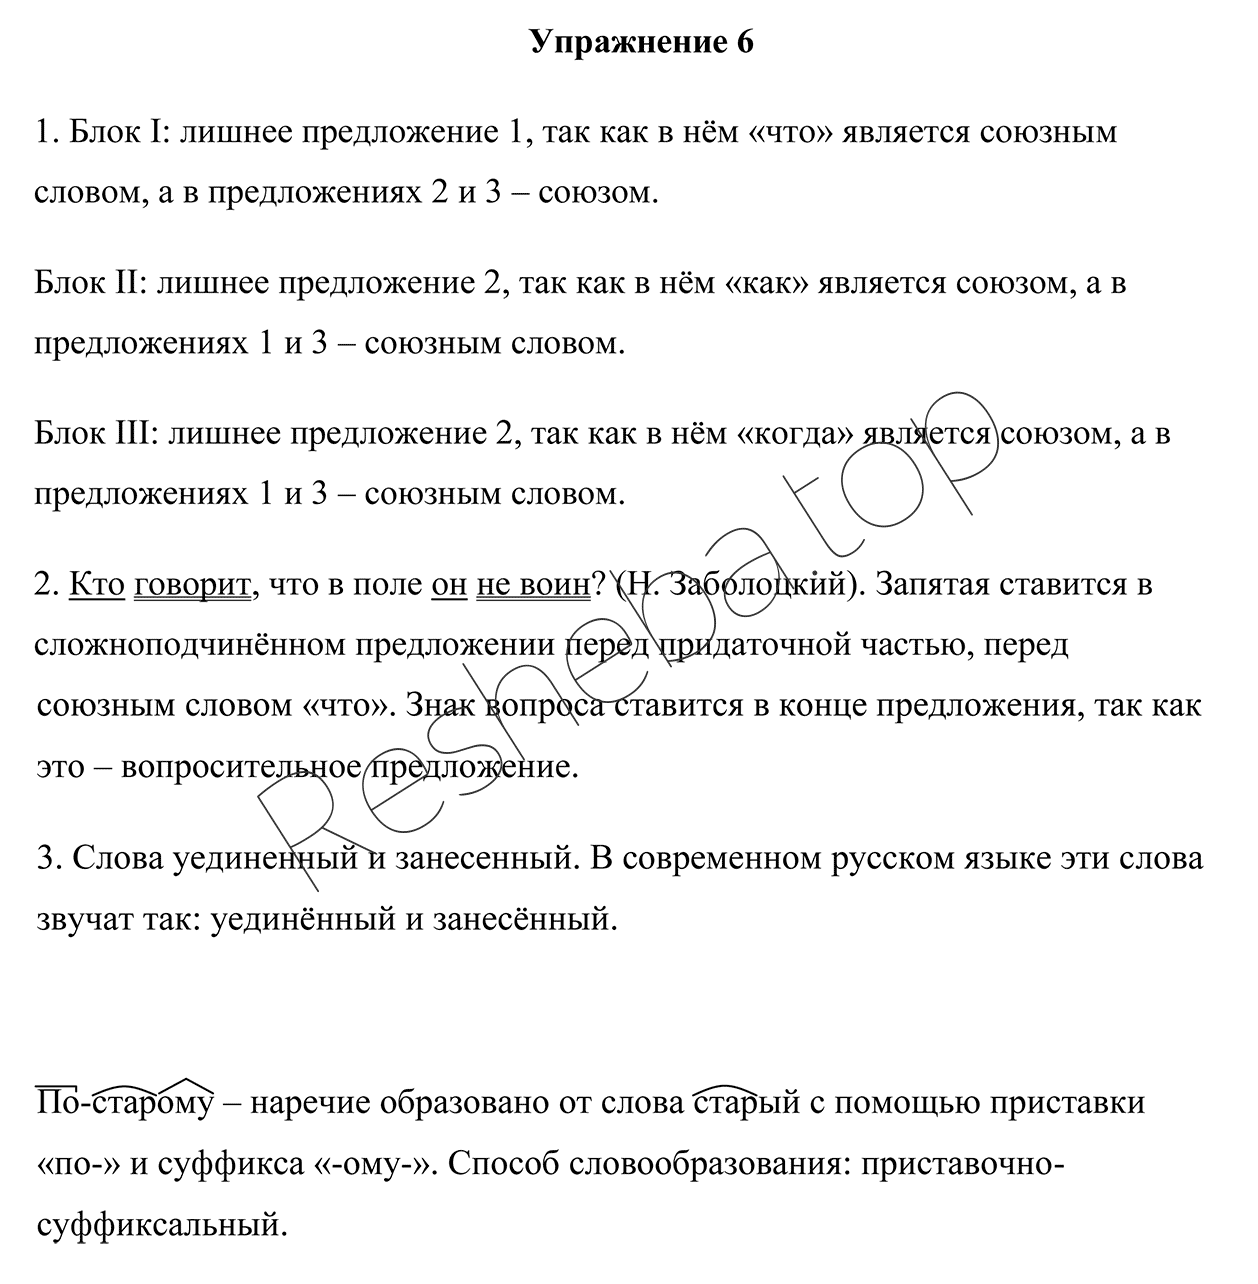 Упражнение 6
1. Блок I: лишнее предложение 1, так как в нём «что» является союзным
словом, а в предложениях 2 и 3 – союзом.
Блок II: лишнее предложение 2, так как в нём «как» является союзом, а в
предложениях 1 и 3 – союзным словом.
Блок III: лишнее предложение 2, так как в нём «когда» является союзом, а в
предложениях 1 и 3 – союзным словом.
2. Кто говорит, что в поле он не воин? (Н. Заболоцкий). Запятая ставится в
сложноподчинённом предложении перед придаточной частью, перед
союзным словом «что». Знак вопроса ставится в конце предложения, так как
это – вопросительное предложение.
3. Слова уединенный и занесенный. В современном русском языке эти слова
звучат так: уединённый и занесённый.
По-старому – наречие образовано от слова старый с помощью приставки
«по-» и суффикса «-ому-». Способ словообразования: приставочно-
суффиксальный.
Resheba.top